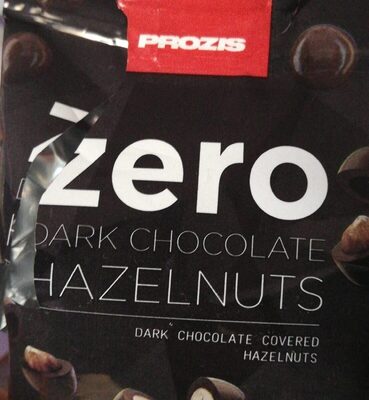 PROZIS
zero
DARK CHOCOLATE
HAZELNUTS
DARK CHOCOLATE COVERED
HAZELNUTS